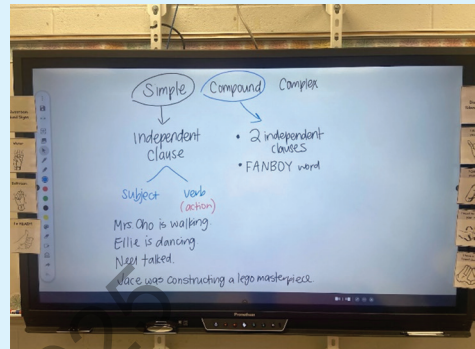 Simple Compound Complex
Independent
Clause
• 2 independent
clauses
• FANBOY word
Subject
Verb
(action)
Mrs Oho is walking.
Ellie is dancing
Neel talked.
Jace was constructing a lego masterpiece
Promethean